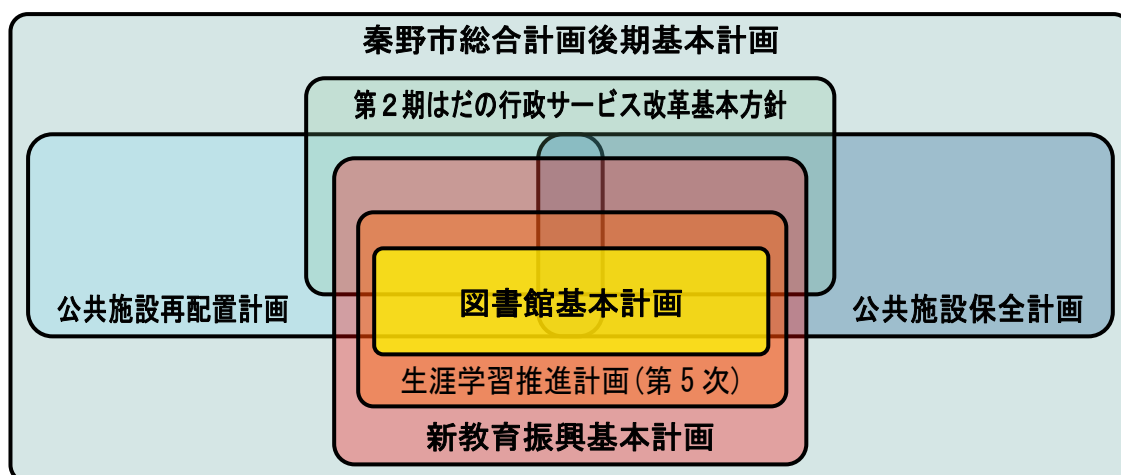 秦野市総合計画後期基本計画
第２期はだの行政サービス改革基本方針
公共施設再配置計画
図書館基本計画
公共施設保全計画
生涯学習推進計画(第５次)
新教育振興基本計画